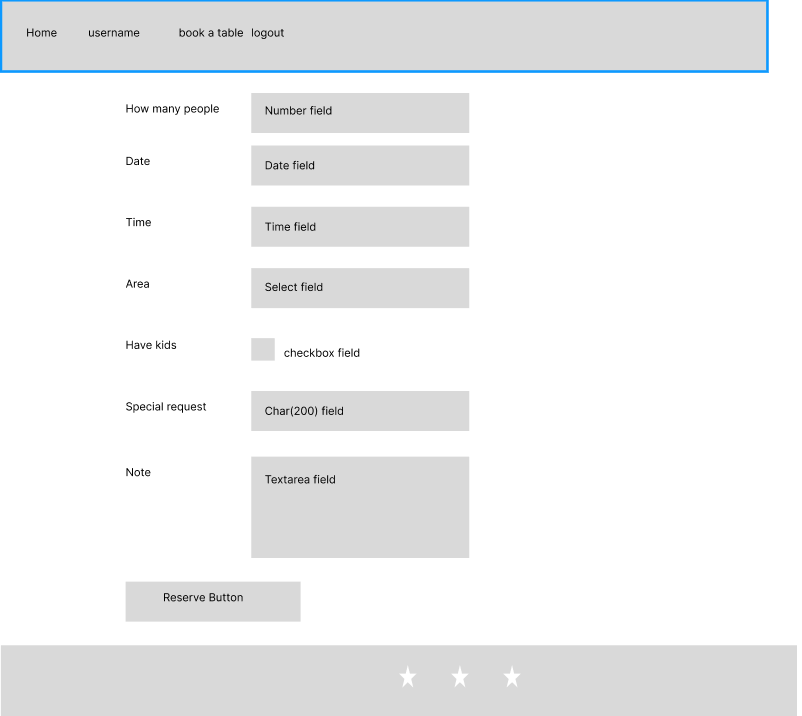 Home username book a table logout
How many people Number field
Date Date field
Time Time field
Area Select field
Have kids checkbox field
Special request Char(200) field
Note Textarea field
Reserve Button